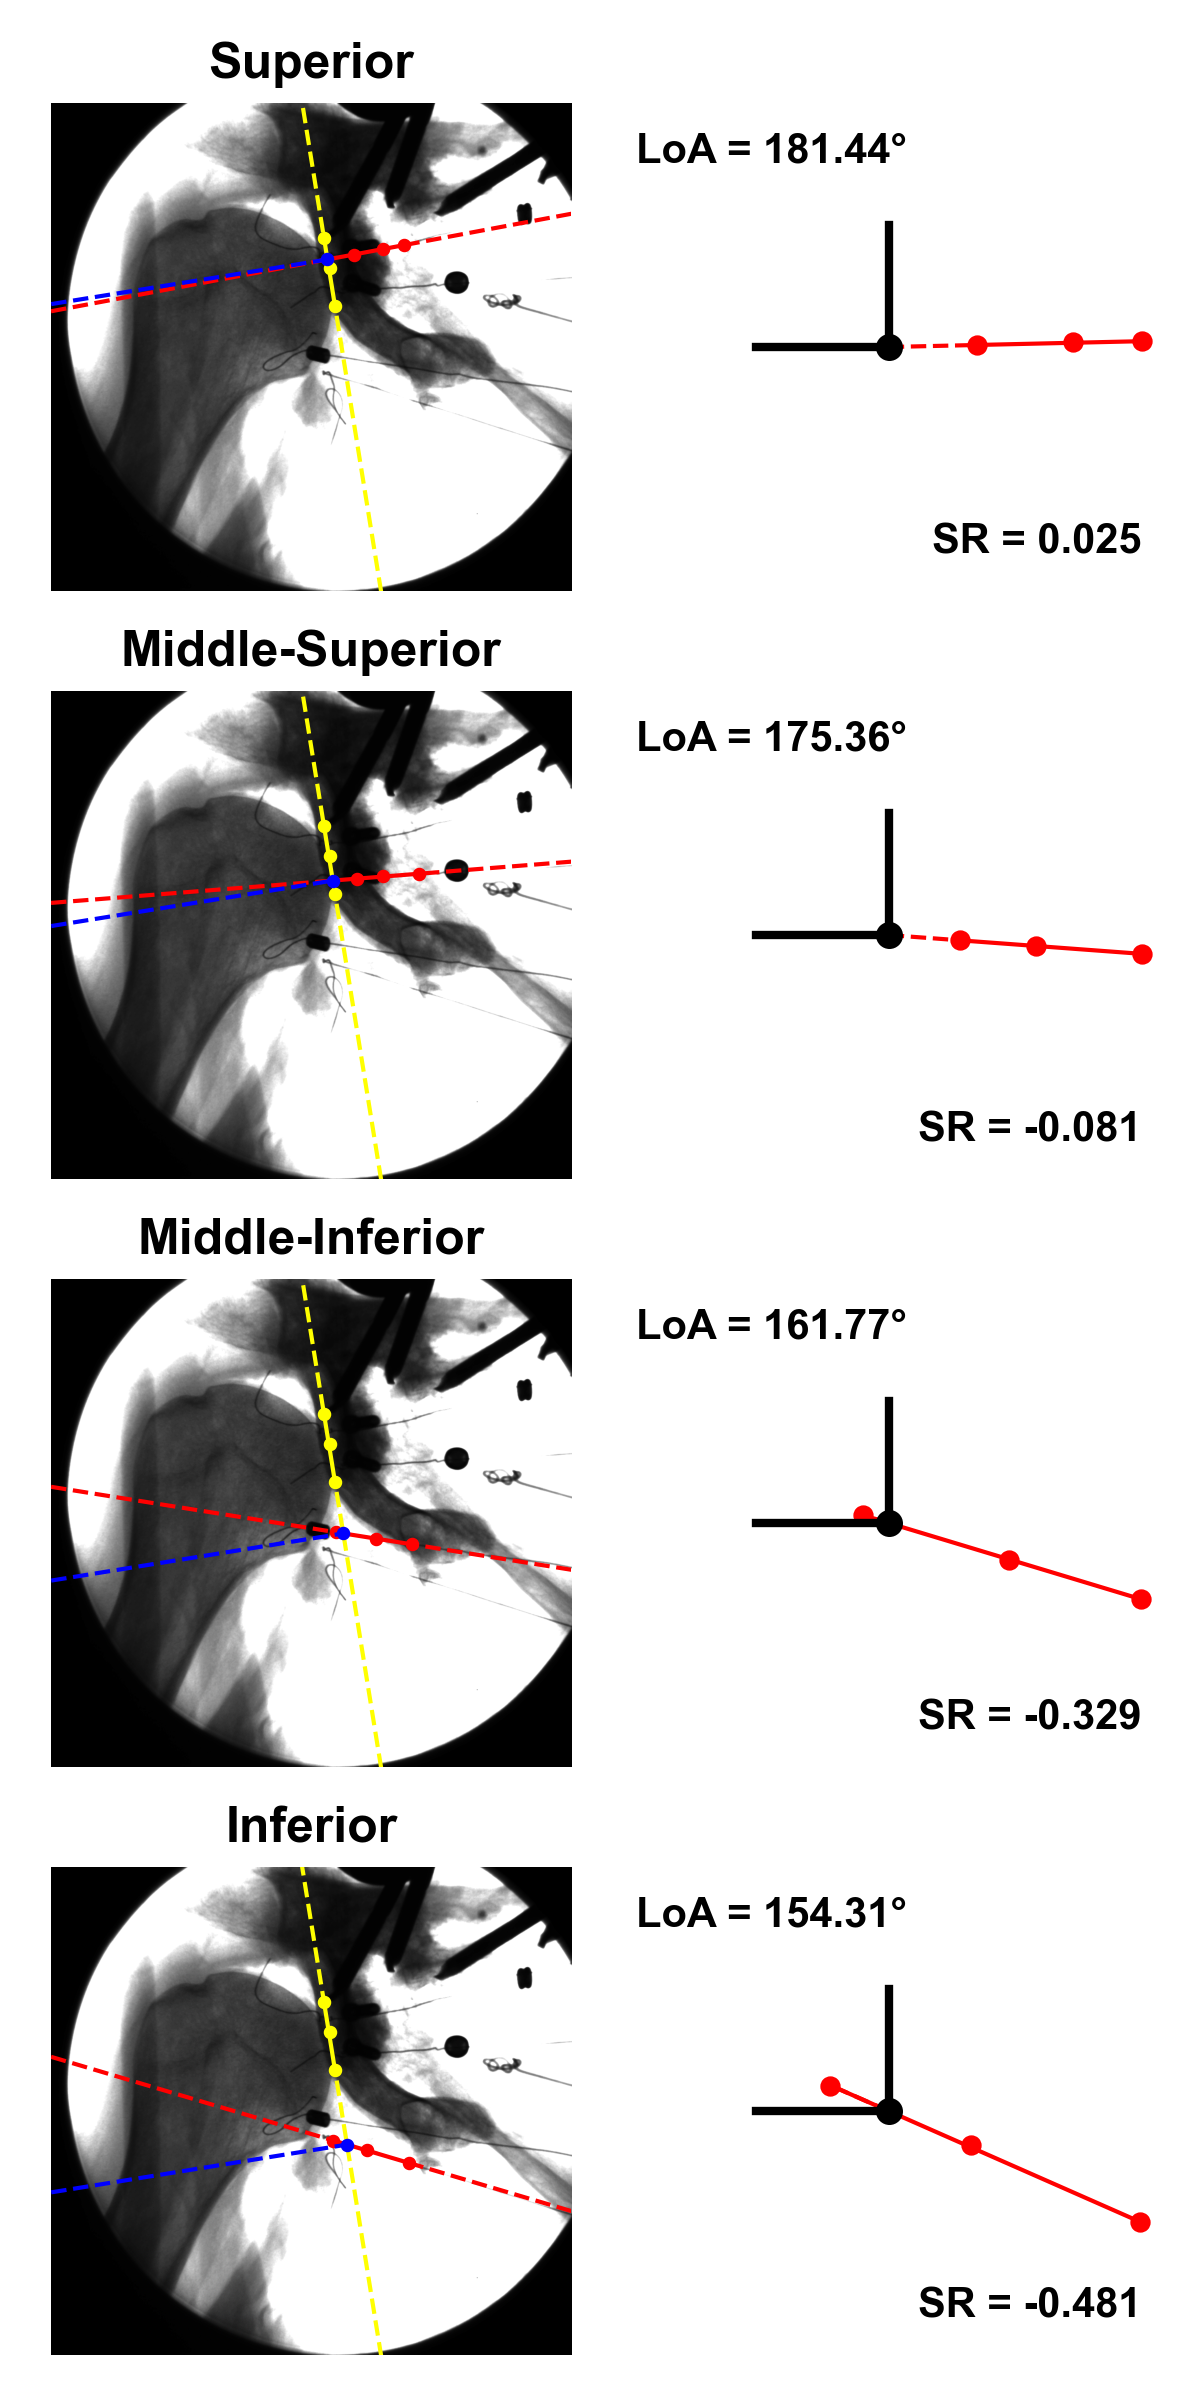 Superior
LoA = 181.44°
SR = 0.025
Middle-Superior
LoA = 175.36°
SR = -0.081
Middle-Inferior
LoA = 161.77°
SR = -0.329
Inferior
LoA = 154.31°
SR = -0.481